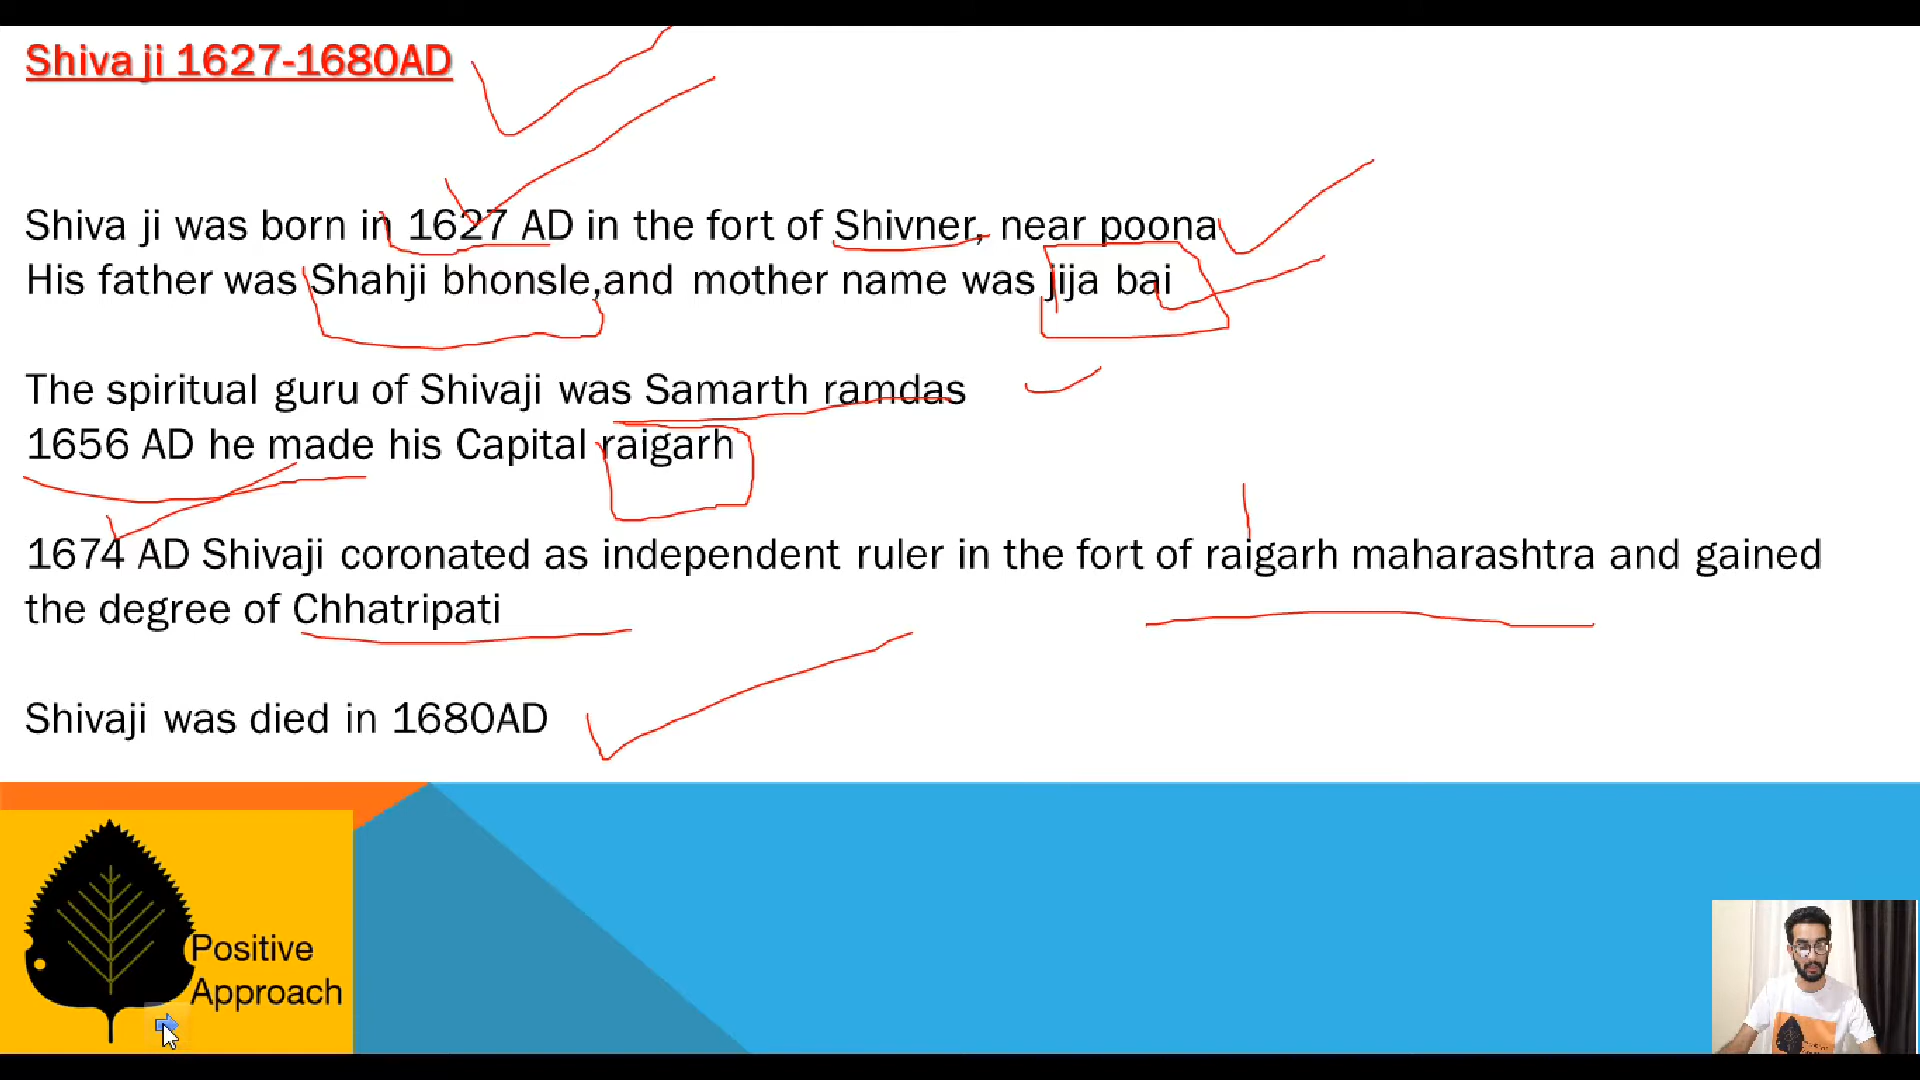 Shiva ji 1627-1680AD
Shiva ji was born in 1627 AD in the fort of Shivner, near poona
His father was Shahji bhonsle,and mother name was jija bai
The spiritual guru of Shivaji was Samarth ramdas
1656 AD he made his Capital raigarh
1674 AD Shivaji coronated as independent ruler in the fort of raigarh maharashtra and gained
the degree of Chhatripati
Shivaji was died in 1680AD
Positive
Approach